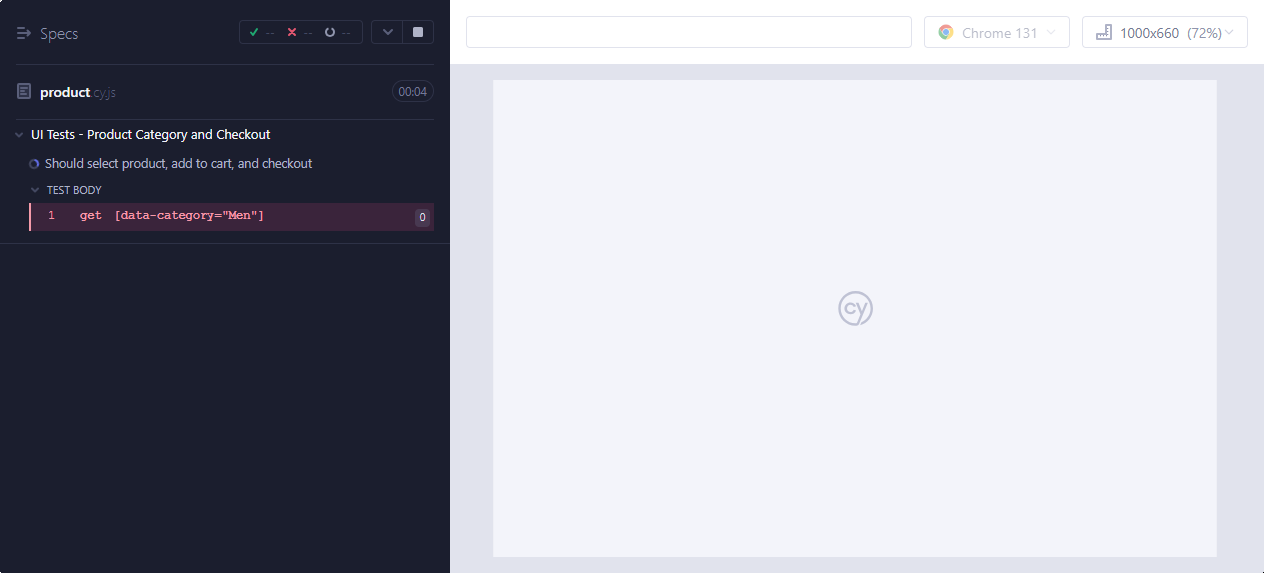 Specs
-- -- --
Chrome 131
1000x660 (72%)
product.cy.js
00:04
UI Tests - Product Category and Checkout
Should select product, add to cart, and checkout
TEST BODY
1 get [data-category="Men"] 0
cy